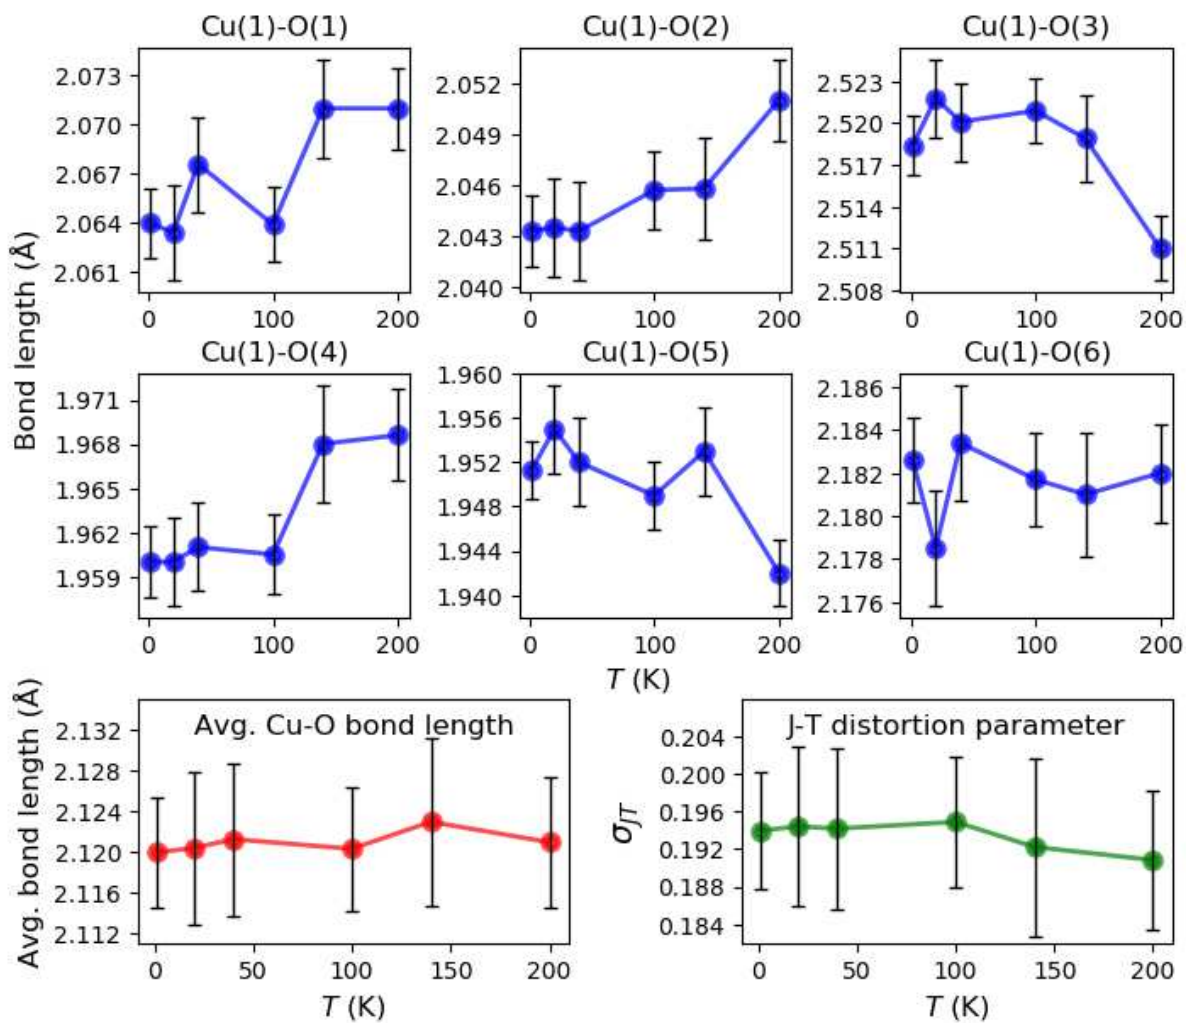 Cu(1)-O(1)
Cu(1)-O(2)
Cu(1)-O(3)
2.073
2.070
2.067
2.064
2.061
2.052
2.049
2.046
2.043
2.040
2.523
2.520
2.517
2.514
2.511
2.508
0 100 200
0 100 200
0 100 200
Bond length (Å)
Cu(1)-O(4)
Cu(1)-O(5)
Cu(1)-O(6)
1.971
1.968
1.965
1.962
1.959
1.960
1.956
1.952
1.948
1.944
1.940
2.186
2.184
2.182
2.180
2.178
2.176
0 100 200
0 100 200
0 100 200
T (K)
Avg. Cu-O bond length
Avg. bond length (Å)
2.132
2.128
2.124
2.120
2.116
2.112
0 50 100 150 200
T (K)
J-T distortion parameter
σJT
0.204
0.200
0.196
0.192
0.188
0.184
0 50 100 150 200
T (K)